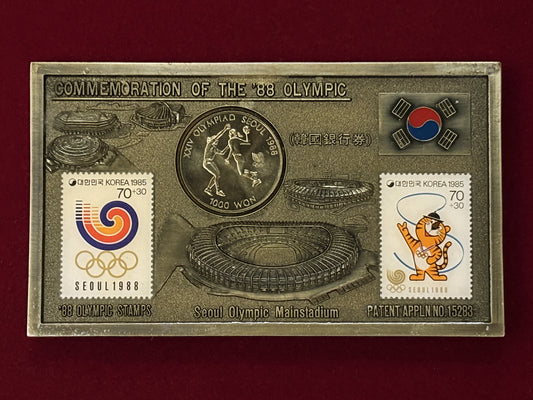 COMMEMORATION OF THE '88 OLYMPIC
XXIV OLYMPIAD SEOUL 1988
1000 WON
(韓國銀行券)
대한민국 KOREA 1985
70+30
SEOUL 1988
대한민국 KOREA 1985
70
+30
SEOUL 1988
'88 OLYMPIC STAMPS
Seoul Olympic Mainstadium
PATENT APPLN.NO.15283